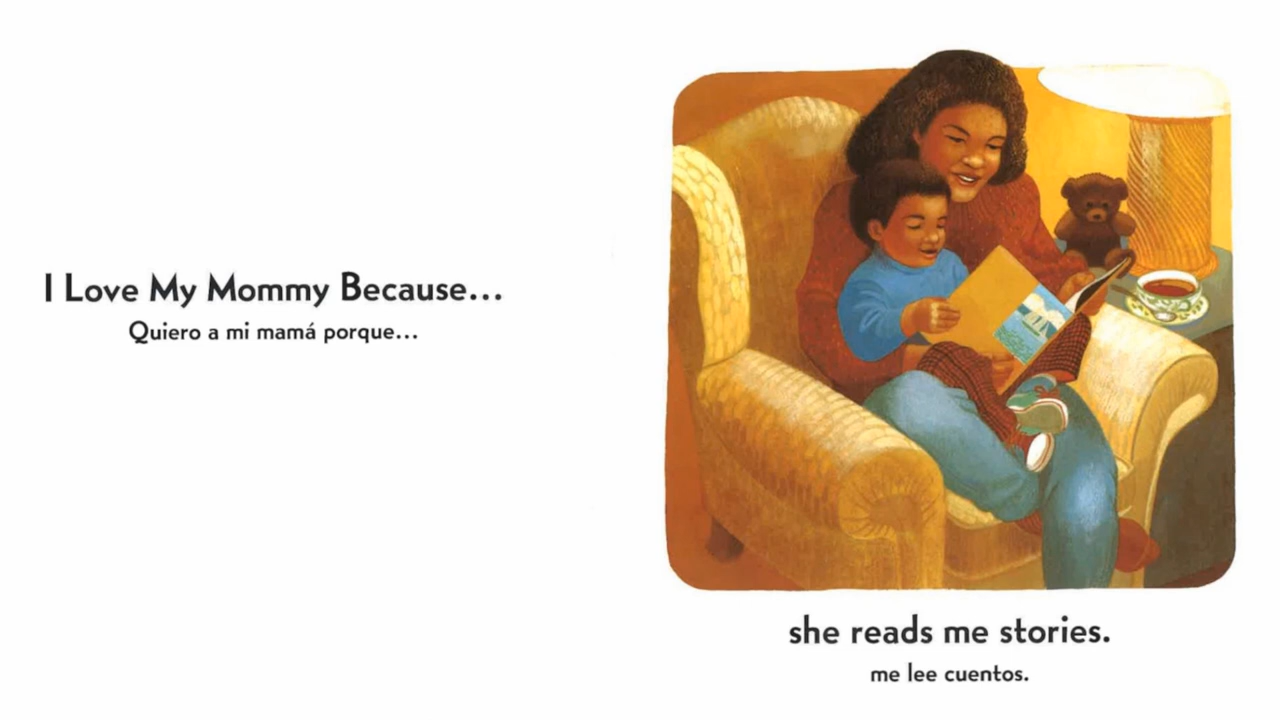 I Love My Mommy Because...
Quiero a mi mamá porque...
she reads me stories.
me lee cuentos.